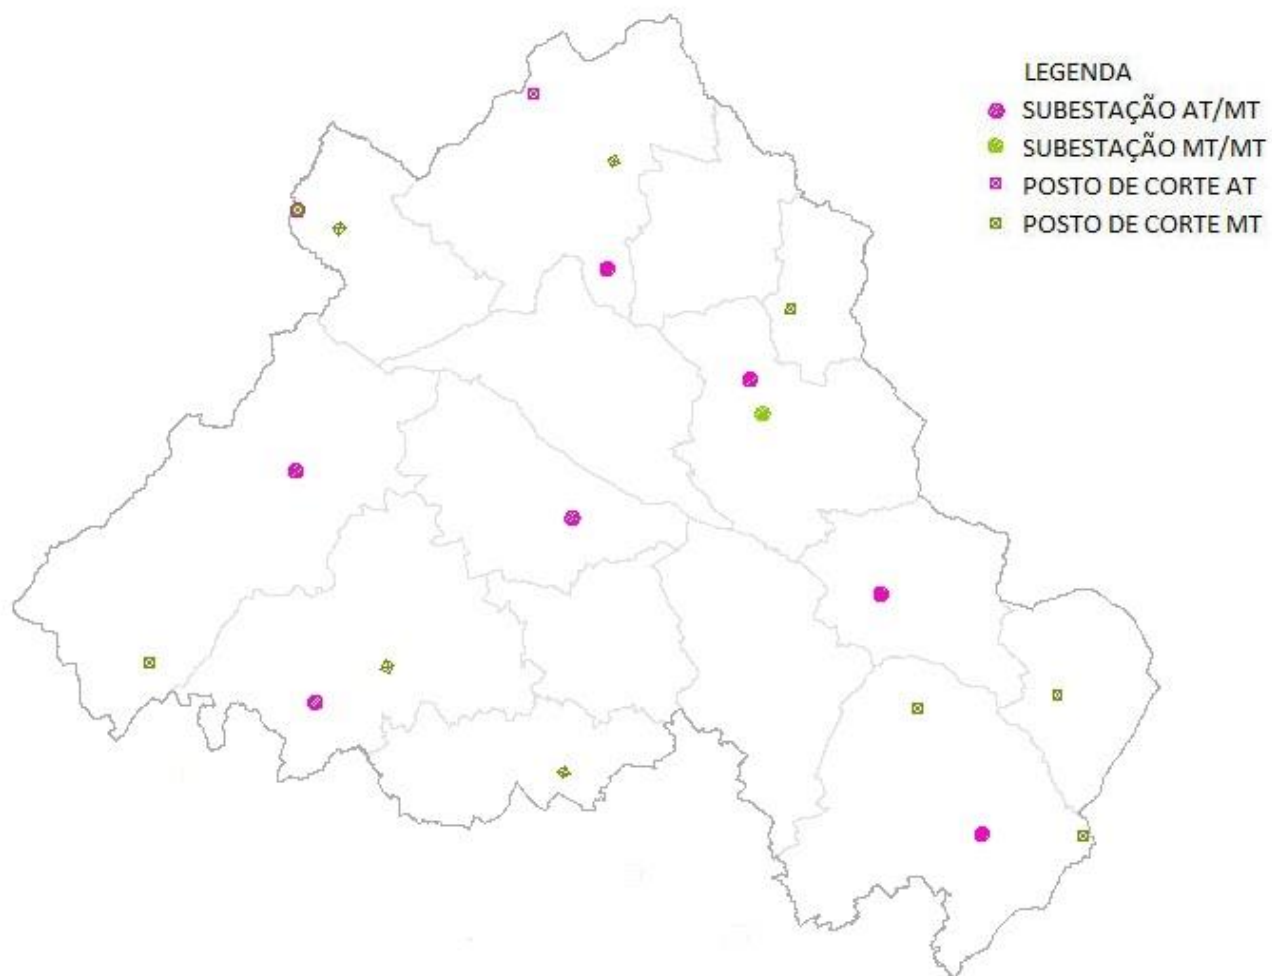 LEGENDA
SUBESTAÇÃO AT/MT
SUBESTAÇÃO MT/MT
POSTO DE CORTE AT
POSTO DE CORTE MT